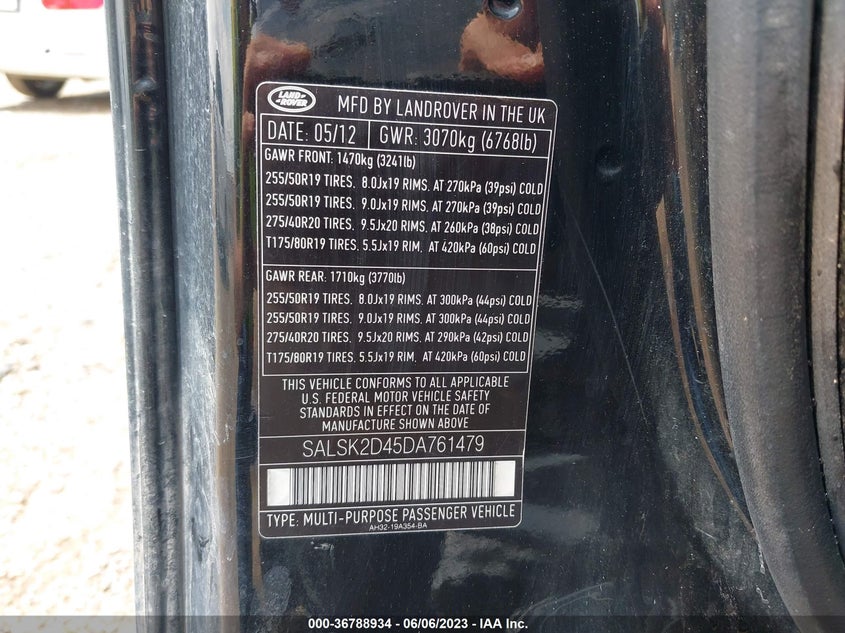 LAND
ROVER
MFD BY LANDROVER IN THE UK
DATE: 05/12 GWR: 3070kg (6768lb)
GAWR FRONT: 1470kg (3241lb)
255/50R19 TIRES. 8.0Jx19 RIMS. AT 270kPa (39psi) COLD
255/50R19 TIRES. 9.0Jx19 RIMS. AT 270kPa (39psi) COLD
275/40R20 TIRES. 9.5Jx20 RIMS. AT 260kPa (38psi) COLD
T175/80R19 TIRES. 5.5Jx19 RIM. AT 420kPa (60psi) COLD
GAWR REAR: 1710kg (3770lb)
255/50R19 TIRES. 8.0Jx19 RIMS. AT 300kPa (44psi) COLD
255/50R19 TIRES. 9.0Jx19 RIMS. AT 300kPa (44psi) COLD
275/40R20 TIRES. 9.5Jx20 RIMS. AT 290kPa (42psi) COLD
T175/80R19 TIRES. 5.5Jx19 RIM. AT 420kPa (60psi) COLD
THIS VEHICLE CONFORMS TO ALL APPLICABLE
U.S. FEDERAL MOTOR VEHICLE SAFETY
STANDARDS IN EFFECT ON THE DATE OF
MANUFACTURE SHOWN ABOVE
SALSK2D45DA761479
TYPE: MULTI-PURPOSE PASSENGER VEHICLE
AH32-19A354-BA
000-36788934 - 06/06/2023 - IAA Inc.